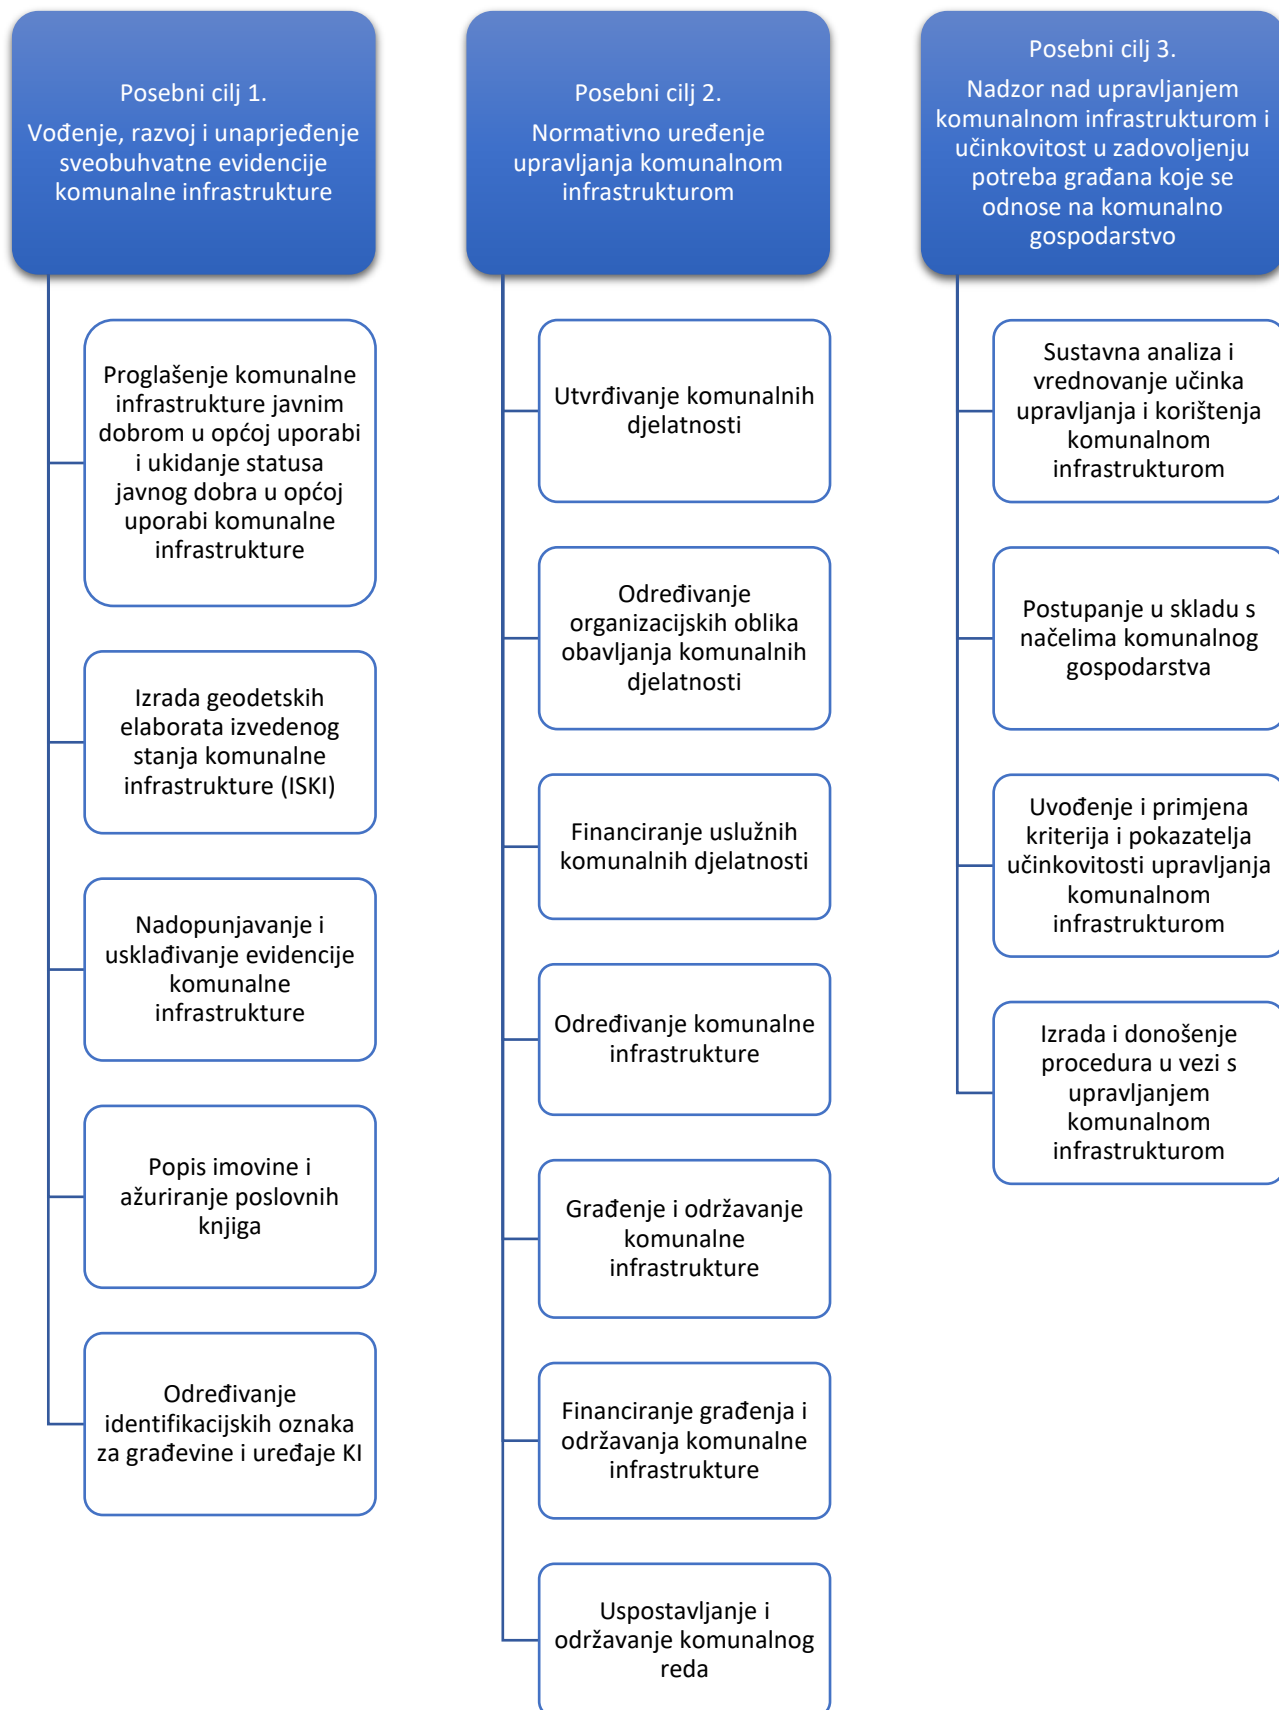 Posebni cilj 1.
Vođenje, razvoj i unaprjeđenje
sveobuhvatne evidencije
komunalne infrastrukture
Proglašenje komunalne
infrastrukture javnim
dobrom u općoj uporabi
i ukidanje statusa
javnog dobra u općoj
uporabi komunalne
infrastrukture
Izrada geodetskih
elaborata izvedenog
stanja komunalne
infrastrukture (ISKI)
Nadopunjavanje i
usklađivanje evidencije
komunalne
infrastrukture
Popis imovine i
ažuriranje poslovnih
knjiga
Određivanje
identifikacijskih oznaka
za građevine i uređaje KI
Posebni cilj 2.
Normativno uređenje
upravljanja komunalnom
infrastrukturom
Utvrđivanje komunalnih
djelatnosti
Određivanje
organizacijskih oblika
obavljanja komunalnih
djelatnosti
Financiranje uslužnih
komunalnih djelatnosti
Određivanje komunalne
infrastrukture
Građenje i održavanje
komunalne
infrastrukture
Financiranje građenja i
održavanja komunalne
infrastrukture
Uspostavljanje i
održavanje komunalnog
reda
Posebni cilj 3.
Nadzor nad upravljanjem
komunalnom infrastrukturom i
učinkovitost u zadovoljenju
potreba građana koje se
odnose na komunalno
gospodarstvo
Sustavna analiza i
vrednovanje učinka
upravljanja i korištenja
komunalnom
infrastrukturom
Postupanje u skladu s
načelima komunalnog
gospodarstva
Uvođenje i primjena
kriterija i pokazatelja
učinkovitosti upravljanja
komunalnom
infrastrukturom
Izrada i donošenje
procedura u vezi s
upravljanjem
komunalnom
infrastrukturom